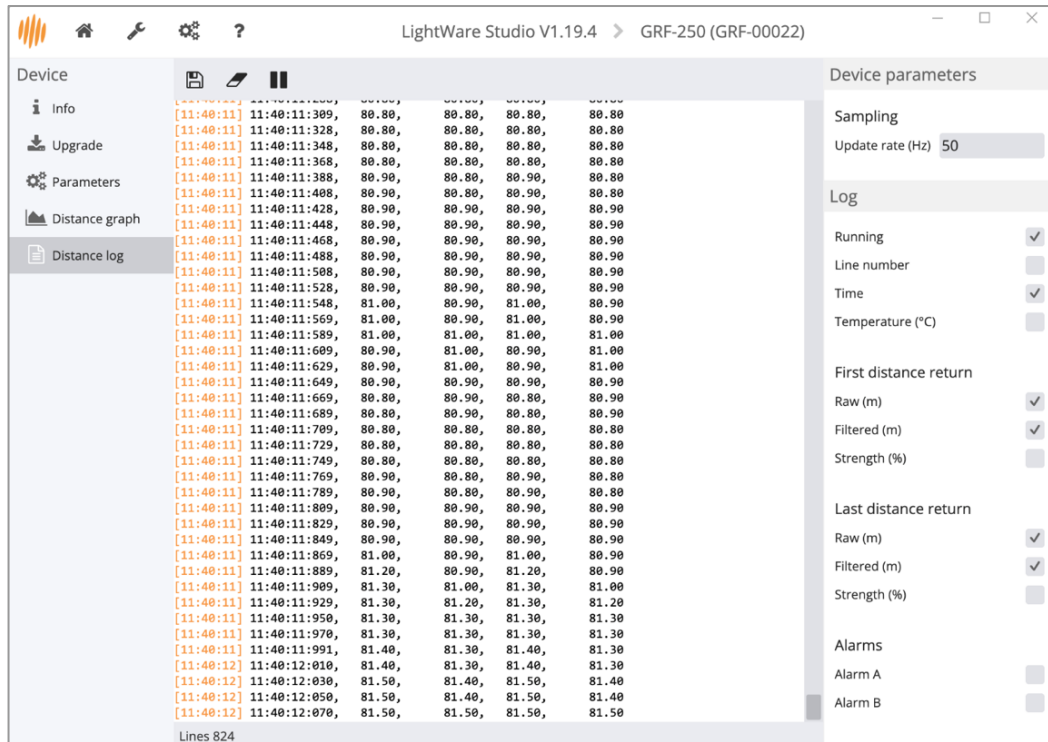 LightWare Studio V1.19.4 > GRF-250 (GRF-00022)
Device
Info
Upgrade
Parameters
Distance graph
Distance log
[11:40:11] 11:40:11:309, 80.80, 80.80, 80.80, 80.80
[11:40:11] 11:40:11:328, 80.80, 80.80, 80.80, 80.80
[11:40:11] 11:40:11:348, 80.80, 80.80, 80.80, 80.80
[11:40:11] 11:40:11:368, 80.80, 80.80, 80.80, 80.80
[11:40:11] 11:40:11:388, 80.90, 80.80, 80.90, 80.80
[11:40:11] 11:40:11:408, 80.90, 80.80, 80.90, 80.80
[11:40:11] 11:40:11:428, 80.90, 80.90, 80.90, 80.90
[11:40:11] 11:40:11:448, 80.90, 80.90, 80.90, 80.90
[11:40:11] 11:40:11:468, 80.90, 80.90, 80.90, 80.90
[11:40:11] 11:40:11:488, 80.90, 80.90, 80.90, 80.90
[11:40:11] 11:40:11:508, 80.90, 80.90, 80.90, 80.90
[11:40:11] 11:40:11:528, 80.90, 80.90, 80.90, 80.90
[11:40:11] 11:40:11:548, 81.00, 80.90, 81.00, 80.90
[11:40:11] 11:40:11:569, 81.00, 80.90, 81.00, 80.90
[11:40:11] 11:40:11:589, 81.00, 81.00, 81.00, 81.00
[11:40:11] 11:40:11:609, 80.90, 81.00, 80.90, 81.00
[11:40:11] 11:40:11:629, 80.90, 81.00, 80.90, 81.00
[11:40:11] 11:40:11:649, 80.90, 80.90, 80.90, 80.90
[11:40:11] 11:40:11:669, 80.80, 80.90, 80.80, 80.90
[11:40:11] 11:40:11:689, 80.80, 80.90, 80.80, 80.90
[11:40:11] 11:40:11:709, 80.80, 80.80, 80.80, 80.80
[11:40:11] 11:40:11:729, 80.80, 80.80, 80.80, 80.80
[11:40:11] 11:40:11:749, 80.80, 80.80, 80.80, 80.80
[11:40:11] 11:40:11:769, 80.90, 80.80, 80.90, 80.80
[11:40:11] 11:40:11:789, 80.90, 80.80, 80.90, 80.80
[11:40:11] 11:40:11:809, 80.90, 80.90, 80.90, 80.90
[11:40:11] 11:40:11:829, 80.90, 80.90, 80.90, 80.90
[11:40:11] 11:40:11:849, 80.90, 80.90, 80.90, 80.90
[11:40:11] 11:40:11:869, 81.00, 80.90, 81.00, 80.90
[11:40:11] 11:40:11:889, 81.20, 80.90, 81.20, 80.90
[11:40:11] 11:40:11:909, 81.30, 81.00, 81.30, 81.00
[11:40:11] 11:40:11:929, 81.30, 81.20, 81.30, 81.20
[11:40:11] 11:40:11:950, 81.30, 81.30, 81.30, 81.30
[11:40:11] 11:40:11:970, 81.30, 81.30, 81.30, 81.30
[11:40:11] 11:40:11:991, 81.40, 81.30, 81.40, 81.30
[11:40:12] 11:40:12:010, 81.40, 81.30, 81.40, 81.30
[11:40:12] 11:40:12:030, 81.50, 81.40, 81.50, 81.40
[11:40:12] 11:40:12:050, 81.50, 81.40, 81.50, 81.40
[11:40:12] 11:40:12:070, 81.50, 81.50, 81.50, 81.50
Lines 824
Device parameters
Sampling
Update rate (Hz) 50
Log
Running
Line number
Time
Temperature (°C)
First distance return
Raw (m)
Filtered (m)
Strength (%)
Last distance return
Raw (m)
Filtered (m)
Strength (%)
Alarms
Alarm A
Alarm B